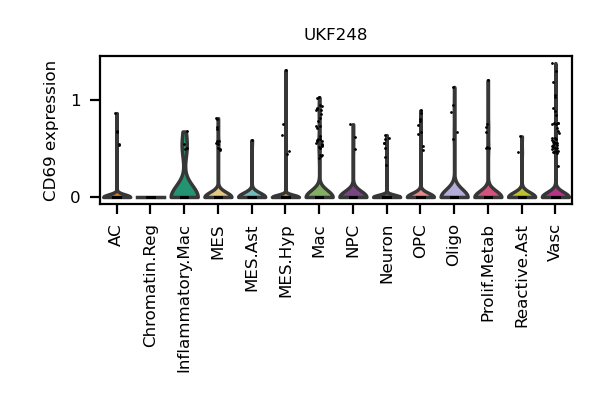 UKF248
CD69 expression
1
0
AC
Chromatin.Reg
Inflammatory.Mac
MES
MES.Ast
MES.Hyp
Mac
NPC
Neuron
OPC
Oligo
Prolif.Metab
Reactive.Ast
Vasc